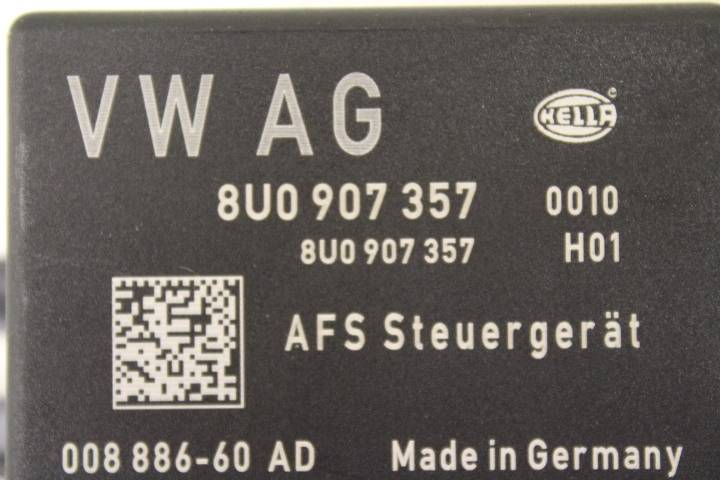 VW AG
HELLA
8U0 907 357 0010
8U0 907 357 H01
AFS Steuergerät
008 886-60 AD Made in Germany